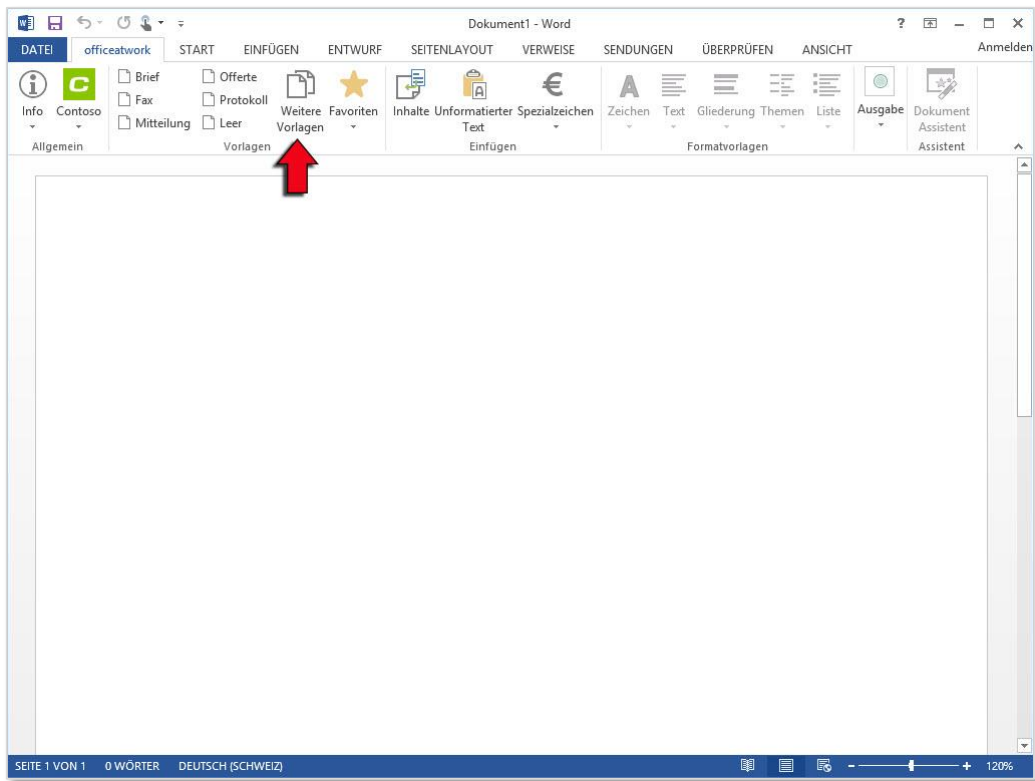 Dokument1 - Word
?
DATEI officeatwork START EINFÜGEN ENTWURF SEITENLAYOUT VERWEISE SENDUNGEN ÜBERPRÜFEN ANSICHT Anmelden
Info
Contoso
Brief
Fax
Mitteilung
Offerte
Protokoll
Leer
Weitere
Vorlagen
Favoriten
Inhalte
Unformatierter
Text
Spezialzeichen
Zeichen
Text
Gliederung
Themen
Liste
Ausgabe
Dokument
Assistent
Allgemein Vorlagen Einfügen Formatvorlagen Assistent
SEITE 1 VON 1 0 WÖRTER DEUTSCH (SCHWEIZ) 120%